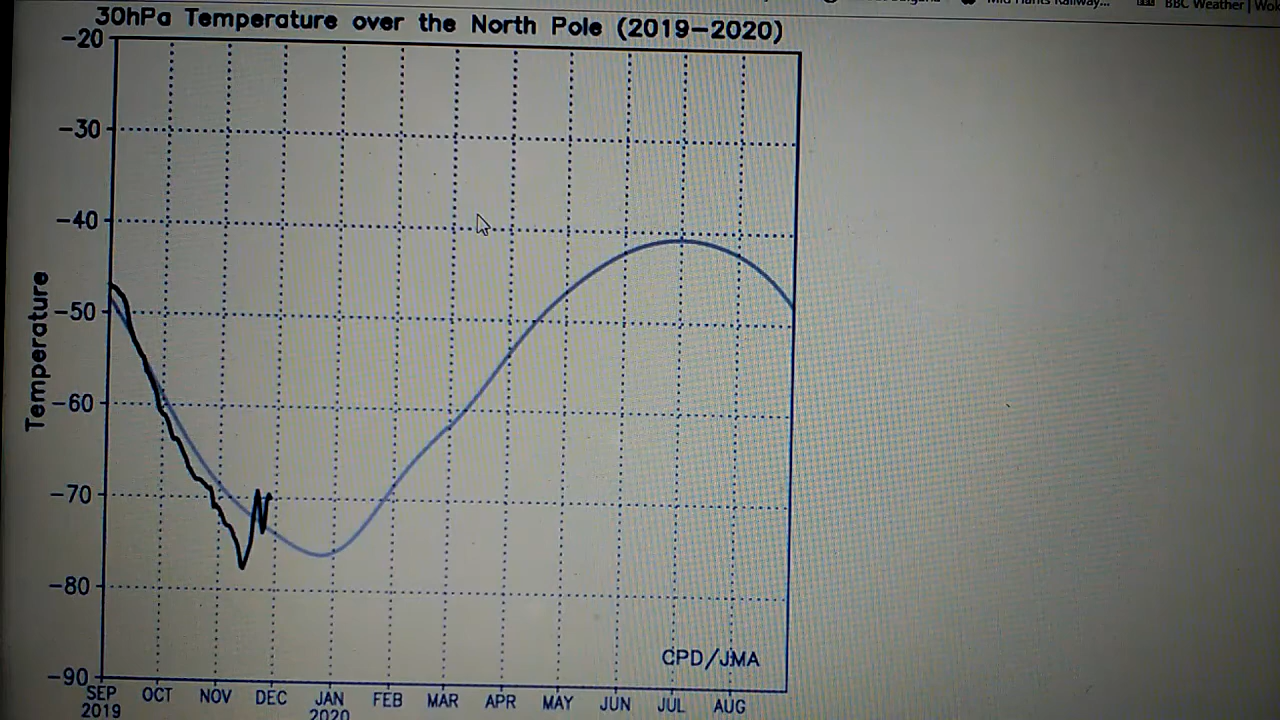 BBC Weather | Wok
30hPa Temperature over the North Pole (2019-2020)
-20
-30
-40
-50
-60
-70
-80
-90
Temperature
CPD/JMA
SEP OCT NOV DEC JAN FEB MAR APR MAY JUN JUL AUG
2019 2020